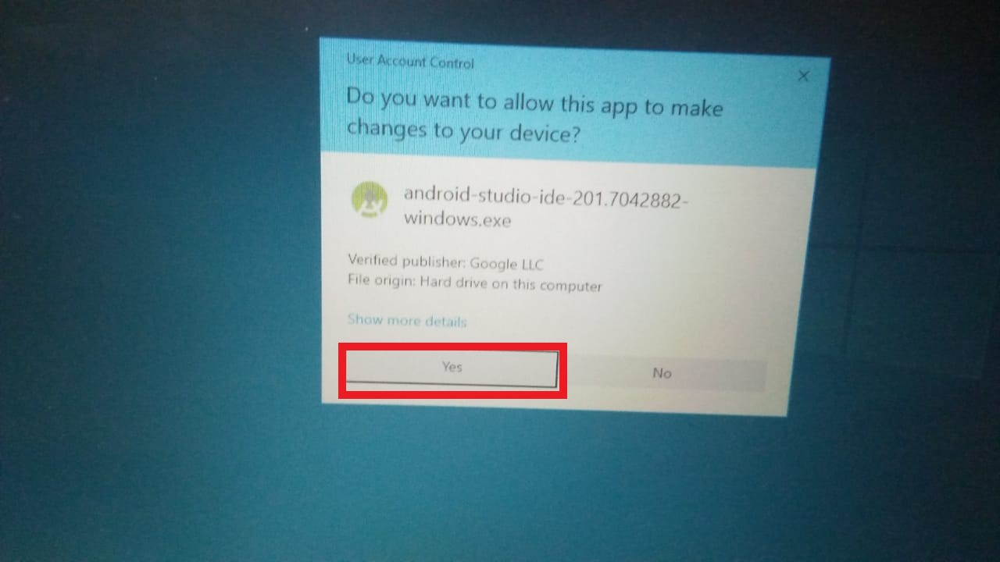 User Account Control
Do you want to allow this app to make
changes to your device?
android-studio-ide-201.7042882-
windows.exe
Verified publisher: Google LLC
File origin: Hard drive on this computer
Show more details
Yes
No